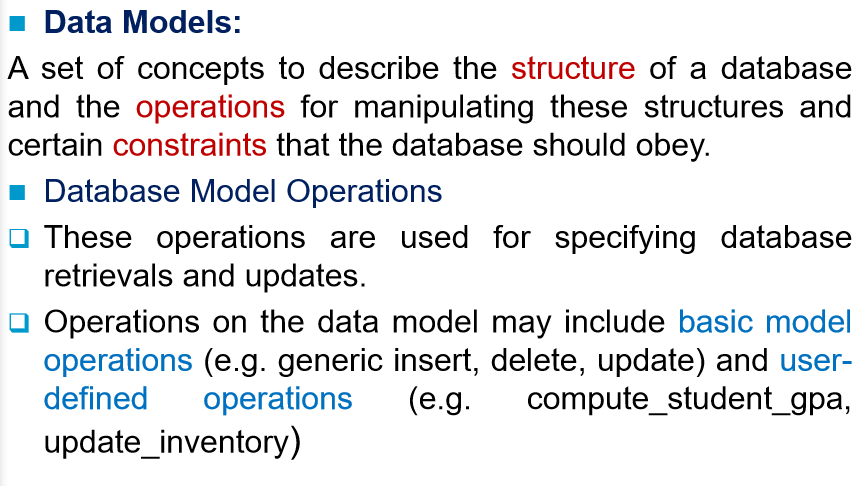 Data Models:
A set of concepts to describe the structure of a database
and the operations for manipulating these structures and
certain constraints that the database should obey.
Database Model Operations
These operations are used for specifying database
retrievals and updates.
Operations on the data model may include basic model
operations (e.g. generic insert, delete, update) and user-
defined operations (e.g. compute_student_gpa,
update_inventory)